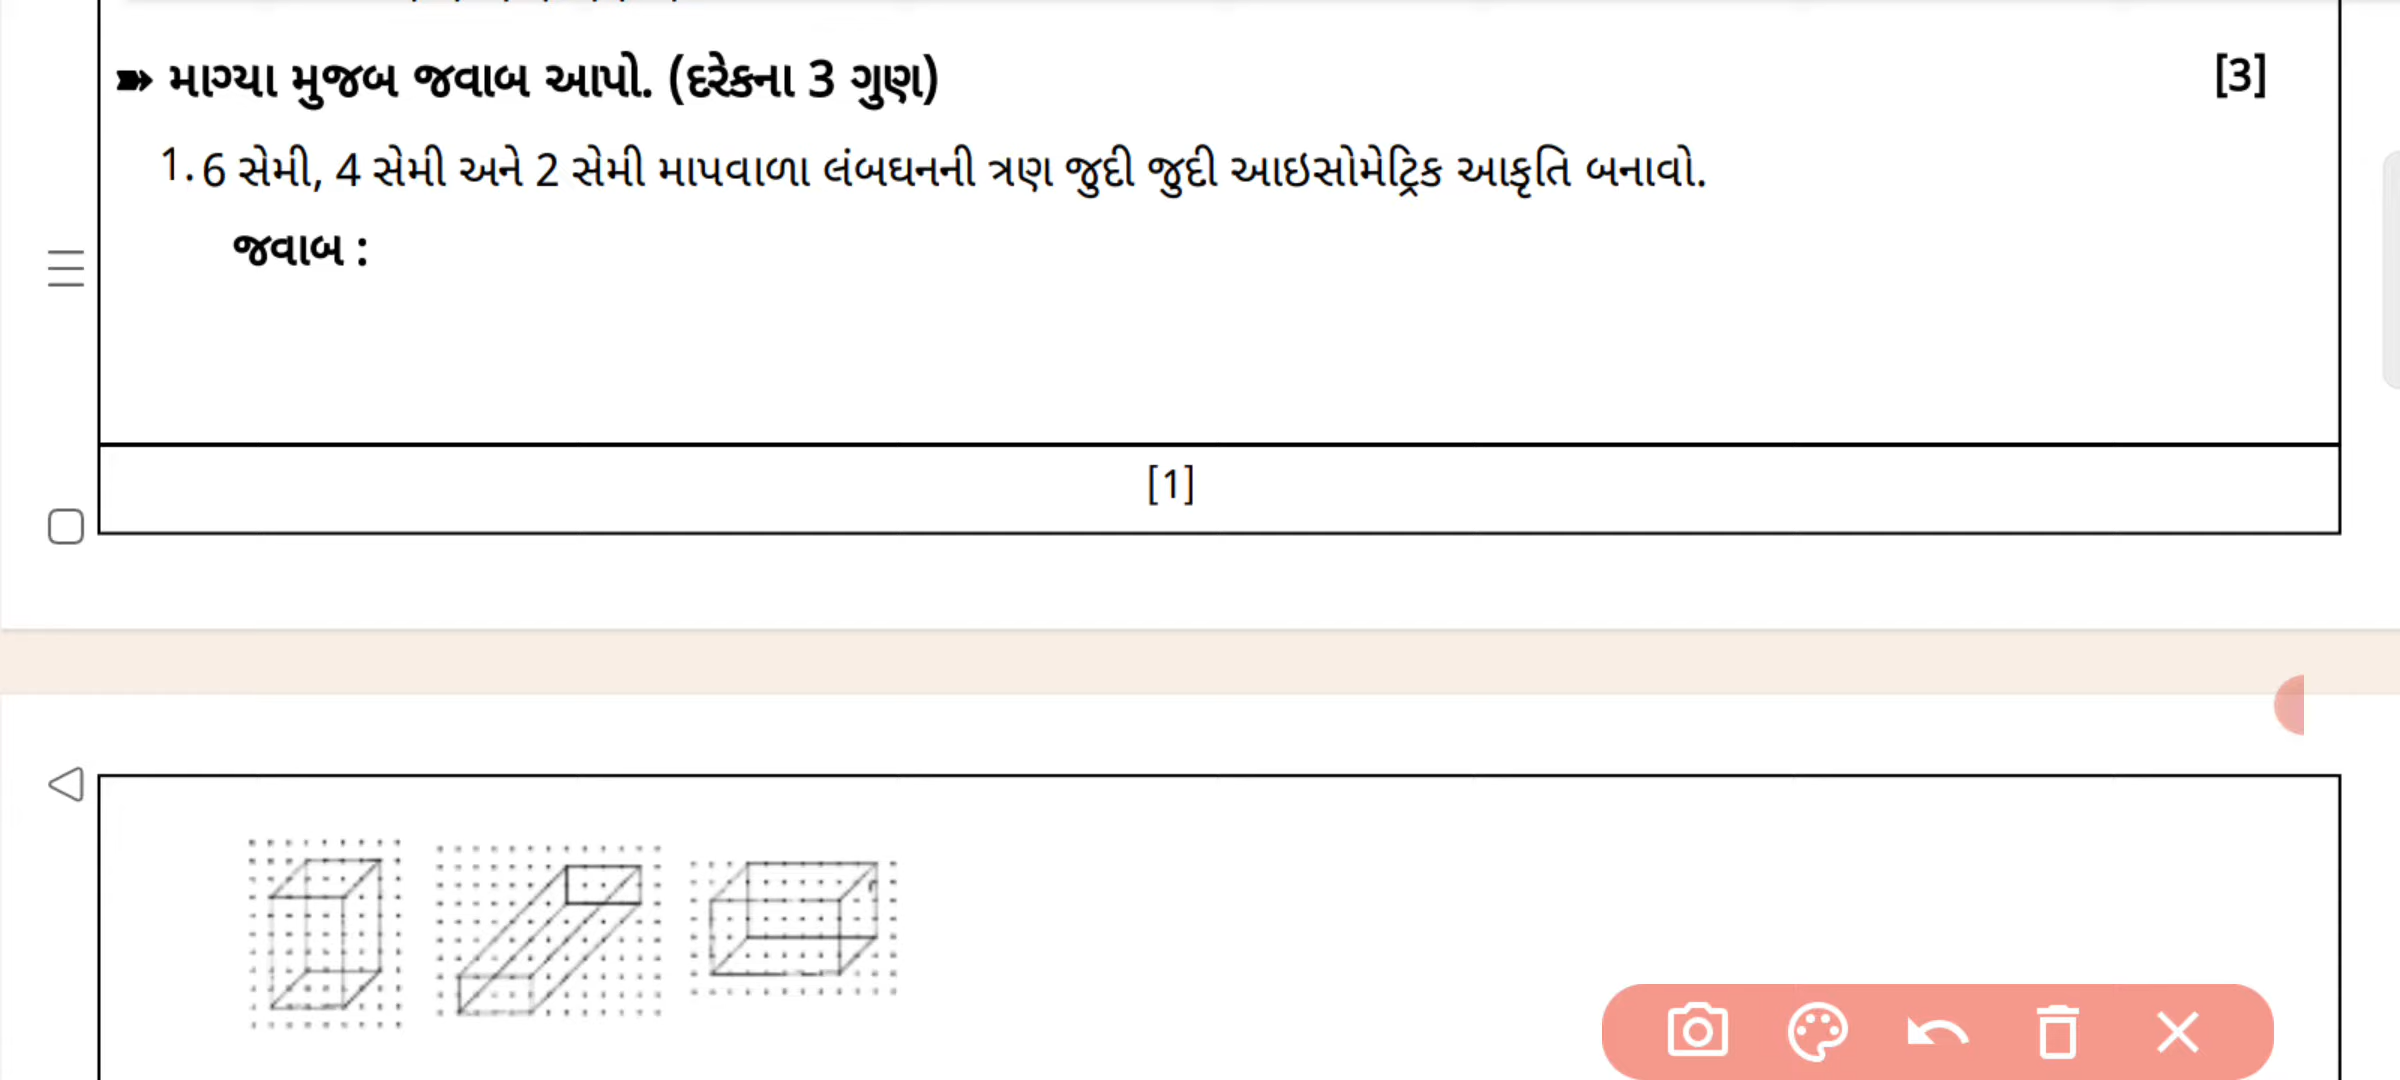 ➽ માગ્યા મુજબ જવાબ આપો. (દરેકના 3 ગુણ) [3]
1. 6 સેમી, 4 સેમી અને 2 સેમી માપવાળા લંબઘનની ત્રણ જુદી જુદી આઇસોમેટ્રિક આકૃતિ બનાવો.
જવાબ :
[1]